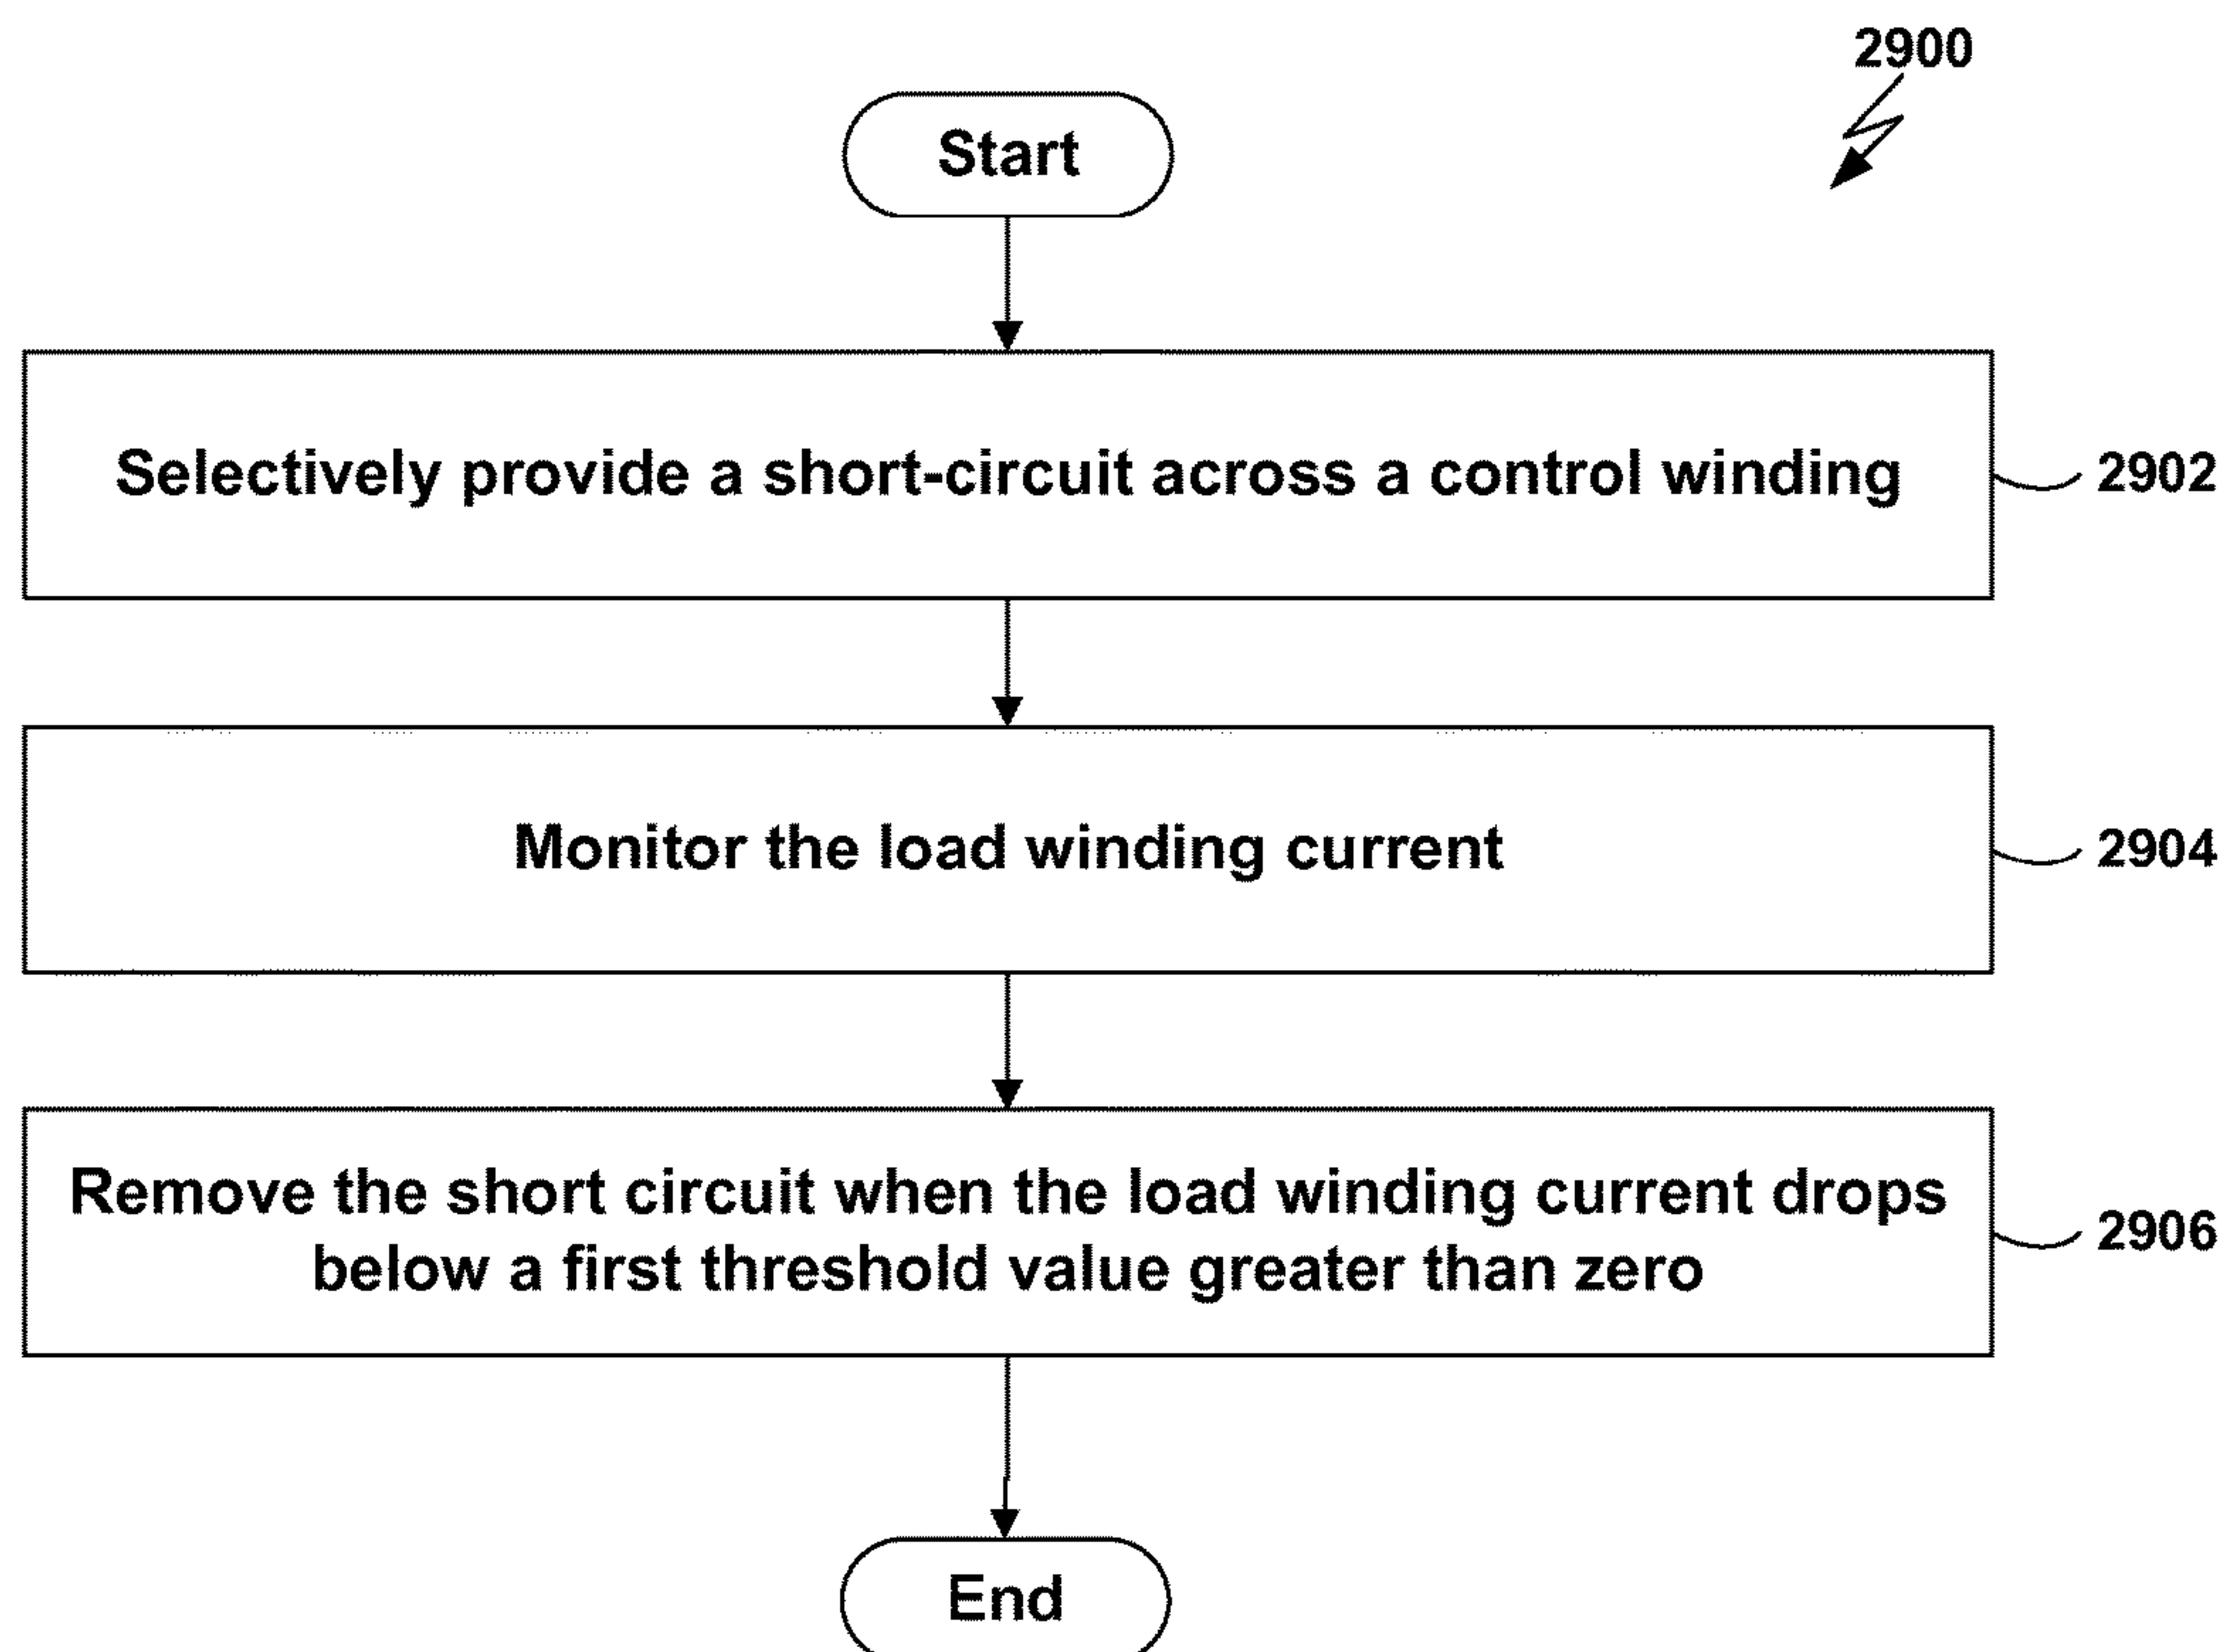 2900
Start
Selectively provide a short-circuit across a control winding
2902
Monitor the load winding current
2904
Remove the short circuit when the load winding current drops
below a first threshold value greater than zero
2906
End